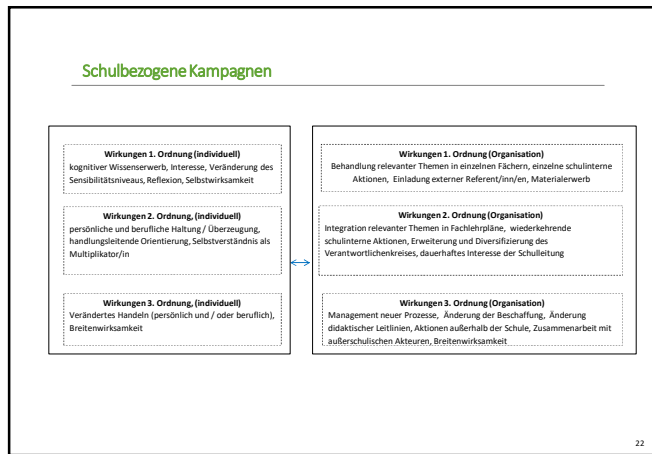 Schulbezogene Kampagnen
Wirkungen 1. Ordnung (individuell)
kognitiver Wissenserwerb, Interesse, Veränderung des
Sensibilitätsniveaus, Reflexion, Selbstwirksamkeit
Wirkungen 2. Ordnung, (individuell)
persönliche und berufliche Haltung / Überzeugung,
handlungsleitende Orientierung, Selbstverständnis als
Multiplikator/in
Wirkungen 3. Ordnung, (individuell)
Verändertes Handeln (persönlich und / oder beruflich),
Breitenwirksamkeit
Wirkungen 1. Ordnung (Organisation)
Behandlung relevanter Themen in einzelnen Fächern, einzelne schulinterne
Aktionen, Einladung externer Referent/inn/en, Materialerwerb
Wirkungen 2. Ordnung (Organisation)
Integration relevanter Themen in Fachlehrpläne, wiederkehrende
schulinterne Aktionen, Erweiterung und Diversifizierung des
Verantwortlichenkreises, dauerhaftes Interesse der Schulleitung
Wirkungen 3. Ordnung (Organisation)
Management neuer Prozesse, Änderung der Beschaffung, Änderung
didaktischer Leitlinien, Aktionen außerhalb der Schule, Zusammenarbeit mit
außerschulischen Akteuren, Breitenwirksamkeit
22